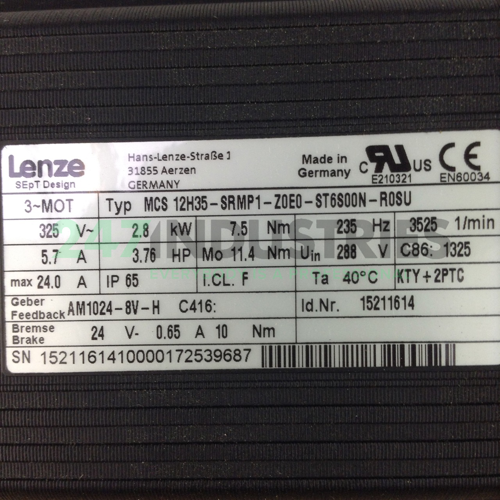 Lenze
SEpT Design
Hans-Lenze-Straße 1
31855 Aerzen
GERMANY
Made in
Germany
c RU US
E210321
CE
EN60034
3~MOT Typ MCS 12H35-SRMP1-Z0E0-ST6S00N-R0SU
325 V~ 2.8 kW 7.5 Nm 235 Hz 3525 1/min
5.7 A 3.76 HP Mo 11.4 Nm Uin 288 V C86: 1325
max 24.0 A IP 65 I.CL. F Ta 40°C KTY+2PTC
Geber
Feedback AM1024-8V-H C416: Id.Nr. 15211614
Bremse
Brake 24 V- 0.65 A 10 Nm
SN 1521161410000172539687
247INDUSTRIES